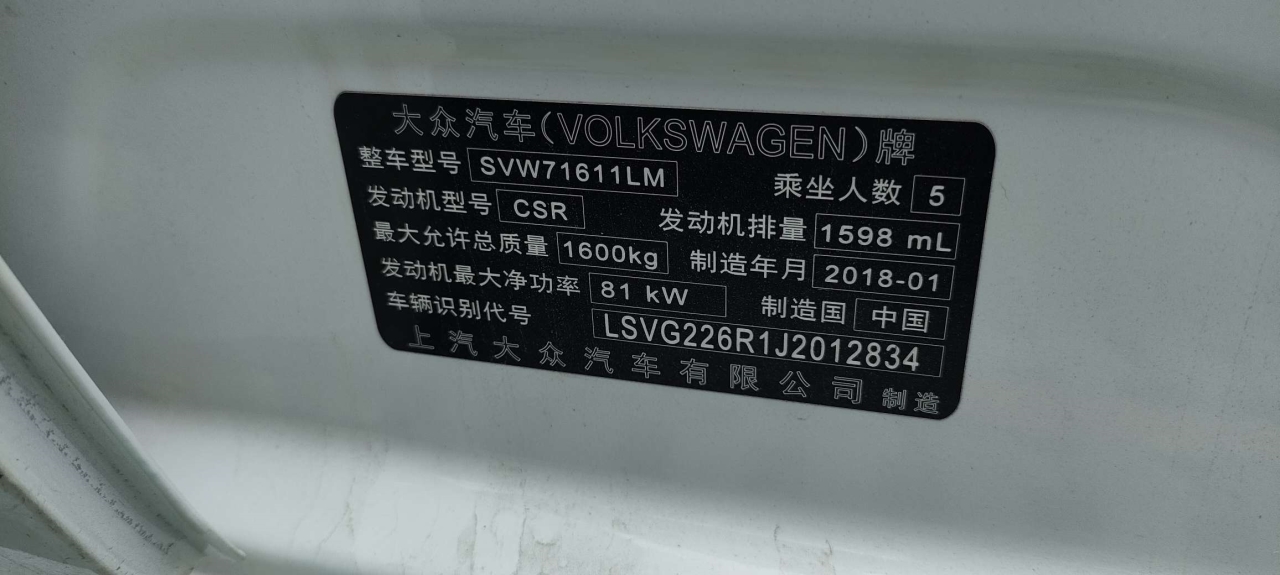 大众汽车(VOLKSWAGEN)牌
整车型号 SVW71611LM 乘坐人数 5
发动机型号 CSR 发动机排量 1598 mL
最大允许总质量 1600kg 制造年月 2018-01
发动机最大净功率 81 kW 制造国 中国
车辆识别代号 LSVG226R1J2012834
上汽大众汽车有限公司 制造